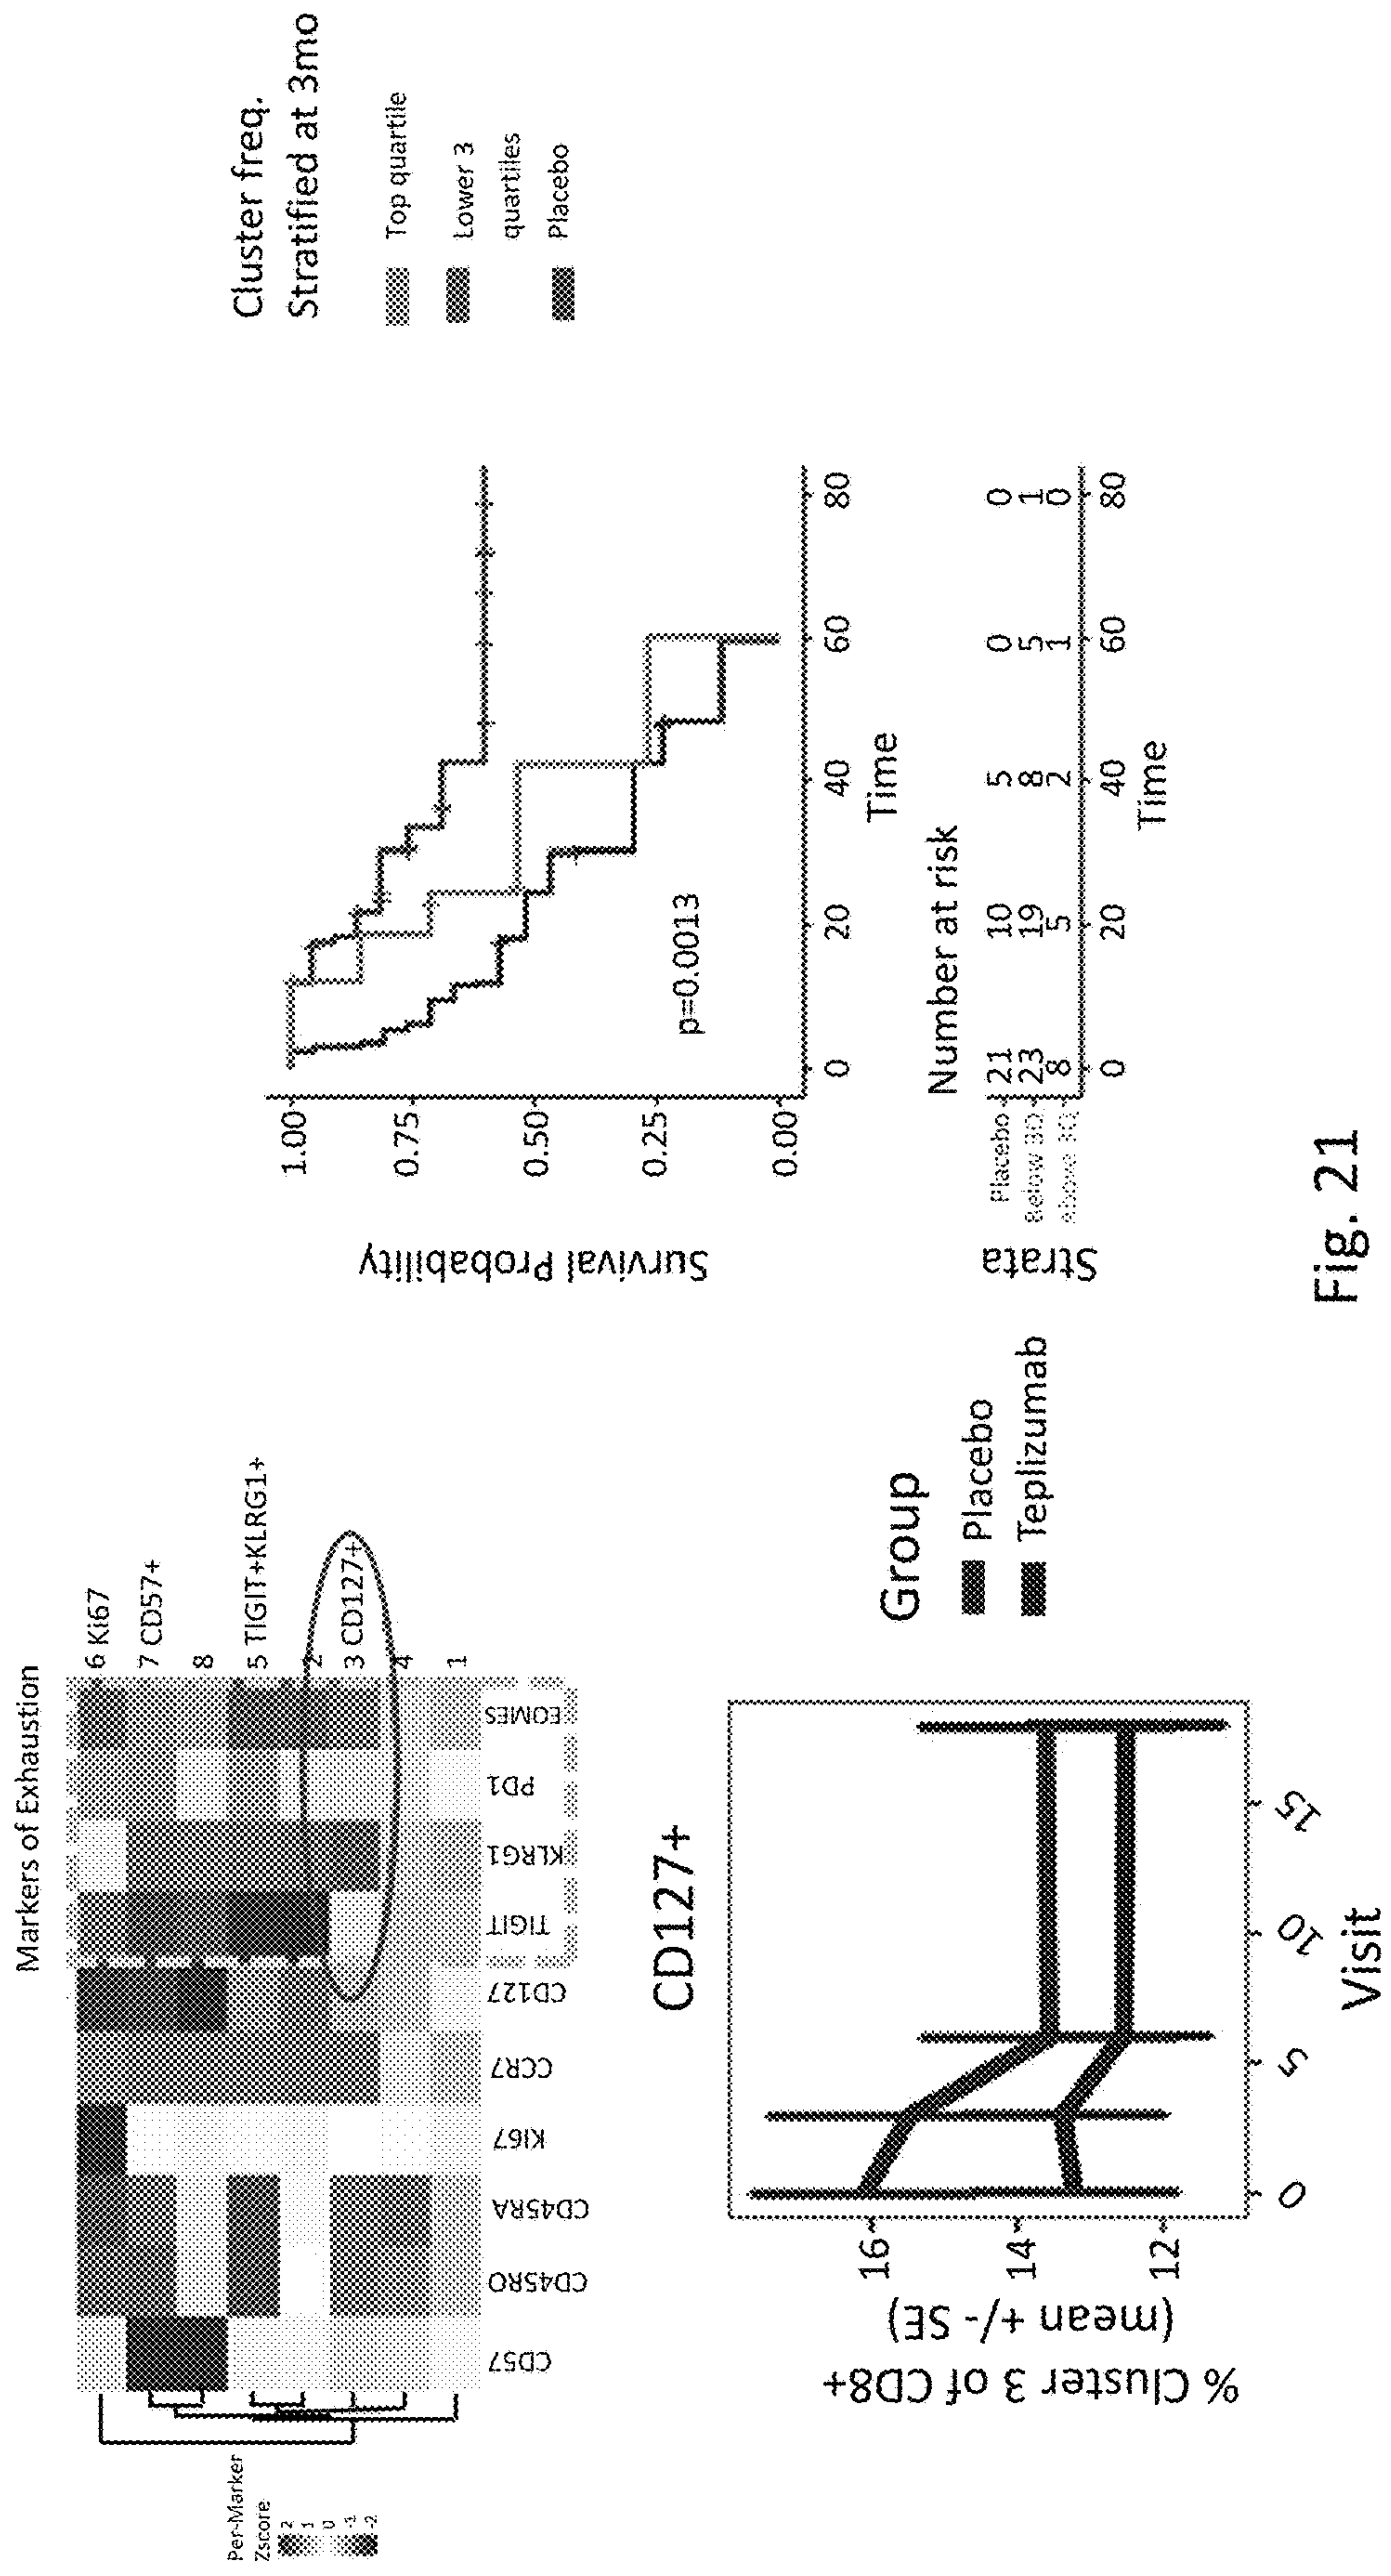 Markers of Exhaustion
6 Ki67
7 CD57+
8
5 TIGIT+KLRG1+
2
3 CD127+
4
1
CD57
CD45RO
CD45RA
KI67
CCR7
CD127
TIGIT
KLRG1
PD1
EOMES
Per-Marker
Zscore
2
1
0
-1
-2
CD127+
% Cluster 3 of CD8+
(mean +/- SE)
16
14
12
0
5
10
15
Visit
Group
Placebo
Teplizumab
Cluster freq.
Stratified at 3mo
Top quartile
Lower 3
quartiles
Placebo
Survival Probability
1.00
0.75
0.50
0.25
0.00
p=0.0013
0 20 40 60 80
Time
Number at risk
Strata
Placebo 21 10 5 0 0
Below 3Q 23 19 8 5 1
Above 3Q 8 5 2 1 0
0 20 40 60 80
Time
Fig. 21